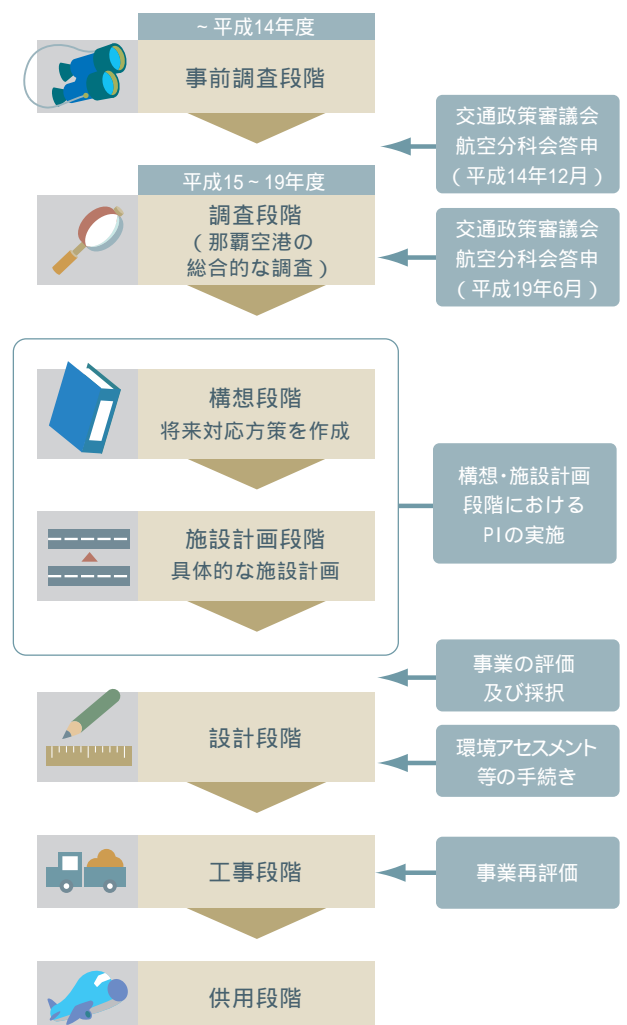 ~平成14年度
事前調査段階
交通政策審議会
航空分科会答申
(平成14年12月)
平成15~19年度
調査段階
(那覇空港の
総合的な調査)
交通政策審議会
航空分科会答申
(平成19年6月)
構想段階
将来対応方策を作成
構想・施設計画
段階における
PIの実施
施設計画段階
具体的な施設計画
事業の評価
及び採択
設計段階
環境アセスメント
等の手続き
工事段階
事業再評価
供用段階